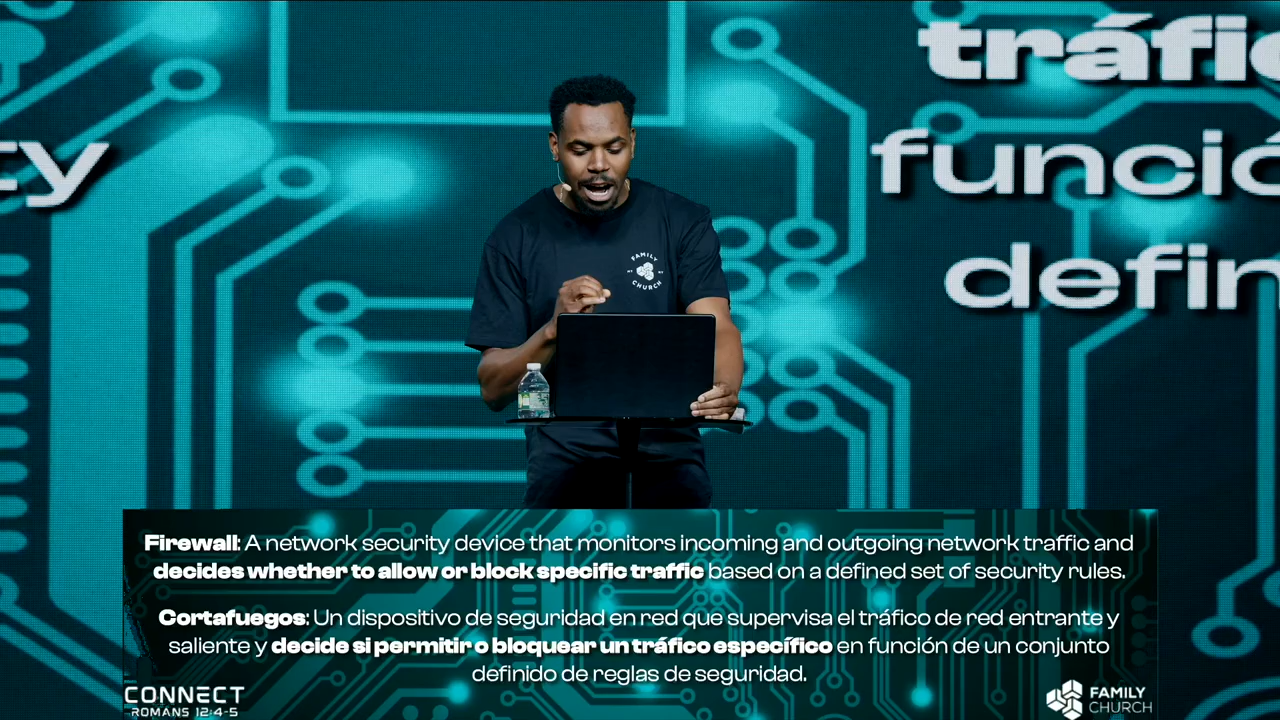 tráfic
ty
funció
defin
FAMILY
CHURCH
Firewall: A network security device that monitors incoming and outgoing network traffic and
decides whether to allow or block specific traffic based on a defined set of security rules.
Cortafuegos: Un dispositivo de seguridad en red que supervisa el tráfico de red entrante y
saliente y decide si permitir o bloquear un tráfico específico en función de un conjunto
definido de reglas de seguridad.
CONNECT
ROMANS 12:4-5
FAMILY
CHURCH